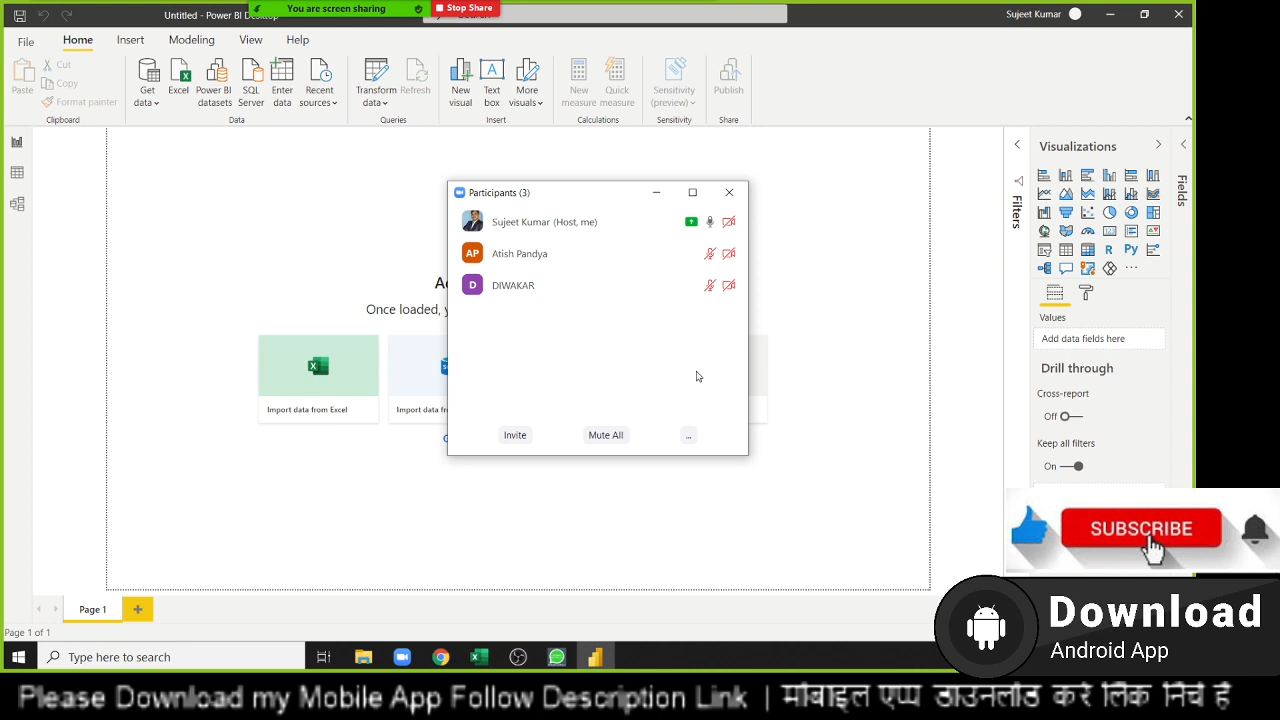 Untitled - Power BI Desktop
You are screen sharing
Stop Share
Sujeet Kumar
File
Home
Insert
Modeling
View
Help
Paste
Cut
Copy
Format painter
Get data
Excel
Power BI datasets
SQL Server
Enter data
Recent sources
Transform data
Refresh
New visual
Text box
More visuals
New measure
Quick measure
Sensitivity (preview)
Publish
Clipboard
Data
Queries
Insert
Calculations
Sensitivity
Share
Participants (3)
Sujeet Kumar (Host, me)
AP
Atish Pandya
D
DIWAKAR
Invite
Mute All
...
Once loaded,
Import data from Excel
Visualizations
Filters
Fields
R
Py
Values
Add data fields here
Drill through
Cross-report
Off
Keep all filters
On
SUBSCRIBE
Download
Android App
Page 1
Page 1 of 1
Type here to search
Please Download my Mobile App Follow Description Link | मोबाइल एप्प डाउनलोड करे लिंक निचे है